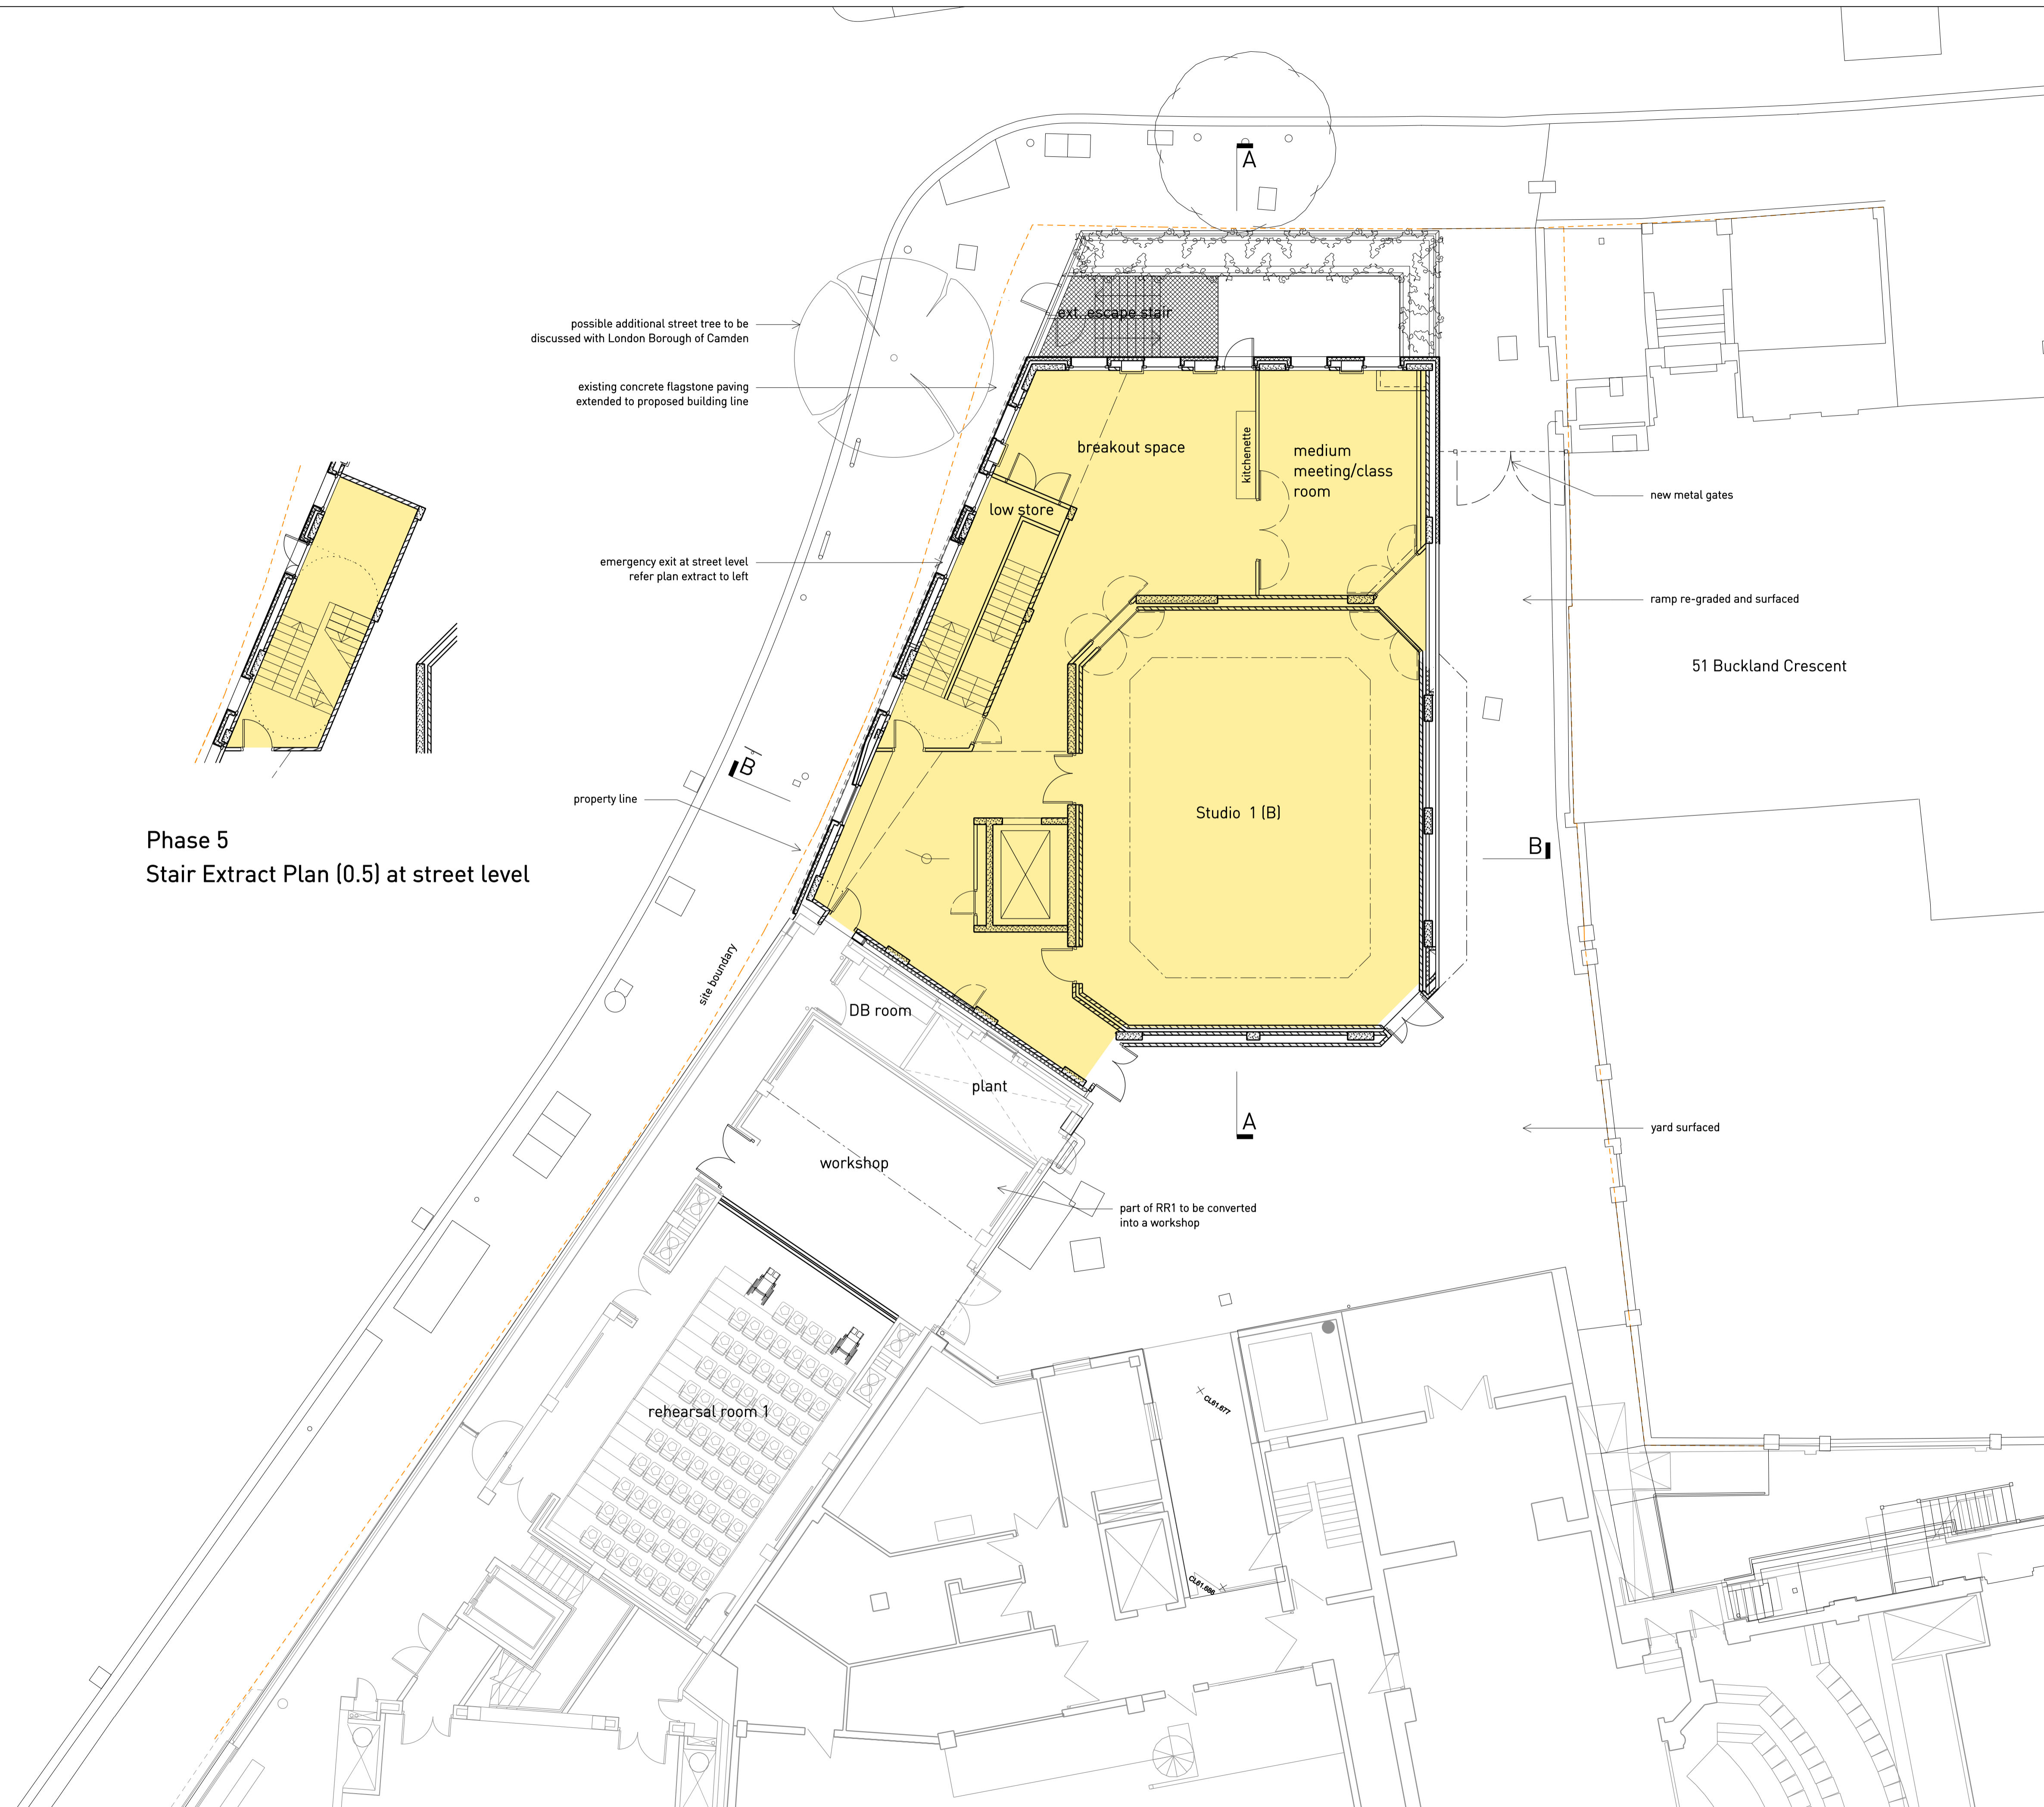 A
ext. escape stair
possible additional street tree to be
discussed with London Borough of Camden
existing concrete flagstone paving
extended to proposed building line
breakout space
kitchenette
medium
meeting/class
room
new metal gates
low store
emergency exit at street level
refer plan extract to left
ramp re-graded and surfaced
51 Buckland Crescent
B
property line
Studio 1 (B)
B
Phase 5
Stair Extract Plan (0.5) at street level
site boundary
DB room
plant
A
yard surfaced
workshop
part of RR1 to be converted
into a workshop
rehearsal room 1
CL61.677
CL61.686